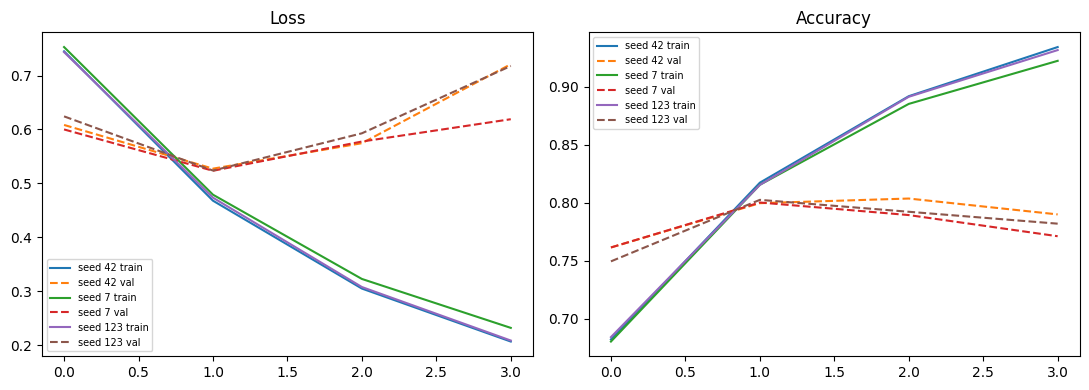 Loss
0.7
0.6
0.5
0.4
0.3
0.2
seed 42 train
seed 42 val
seed 7 train
seed 7 val
seed 123 train
seed 123 val
0.0 0.5 1.0 1.5 2.0 2.5 3.0
Accuracy
seed 42 train
seed 42 val
seed 7 train
seed 7 val
seed 123 train
seed 123 val
0.90
0.85
0.80
0.75
0.70
0.0 0.5 1.0 1.5 2.0 2.5 3.0